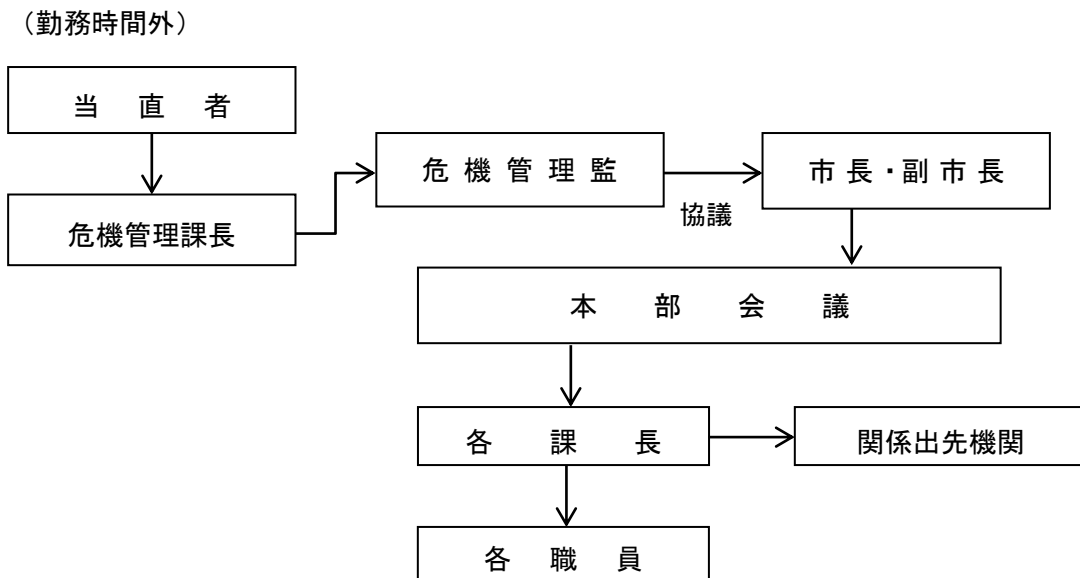 （勤務時間外）
当直者
危機管理課長
危機管理監
協議
市長・副市長
本部会議
各課長
関係出先機関
各職員